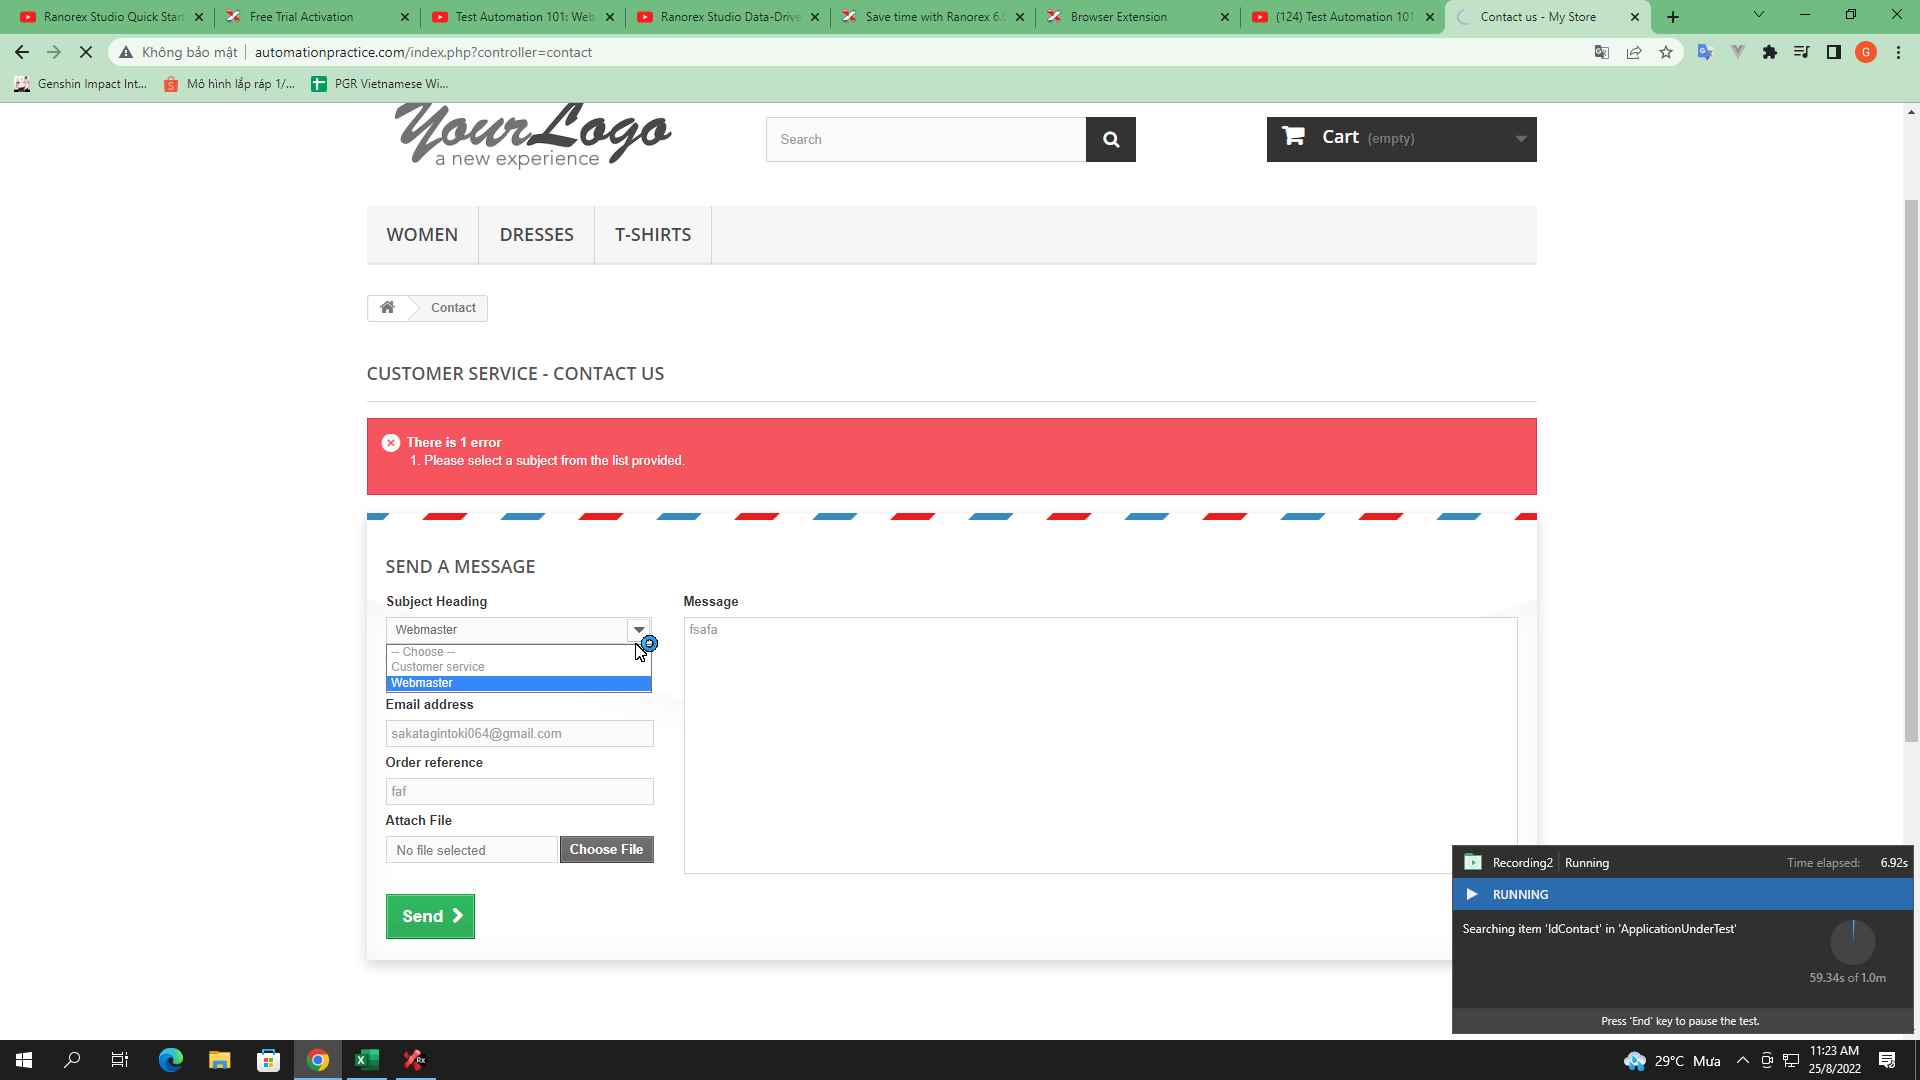 Ranorex Studio Quick Star
Free Trial Activation
Test Automation 101: Web
Ranorex Studio Data-Drive
Save time with Ranorex 6.0
Browser Extension
(124) Test Automation 101
Contact us - My Store
Không bảo mật
automationpractice.com/index.php?controller=contact
G
Genshin Impact Int...
Mô hình lắp ráp 1/...
PGR Vietnamese Wi...
YourLogo
a new experience
Search
Cart (empty)
WOMEN
DRESSES
T-SHIRTS
Contact
CUSTOMER SERVICE - CONTACT US
There is 1 error
1. Please select a subject from the list provided.
SEND A MESSAGE
Subject Heading
Message
Webmaster
fsafa
-- Choose --
Customer service
Webmaster
Email address
sakatagintoki064@gmail.com
Order reference
faf
Attach File
No file selected
Choose File
Send
Recording2
Running
Time elapsed: 6.92s
RUNNING
Searching item 'IdContact' in 'ApplicationUnderTest'
59.34s of 1.0m
Press 'End' key to pause the test.
29°C Mưa
11:23 AM
25/8/2022